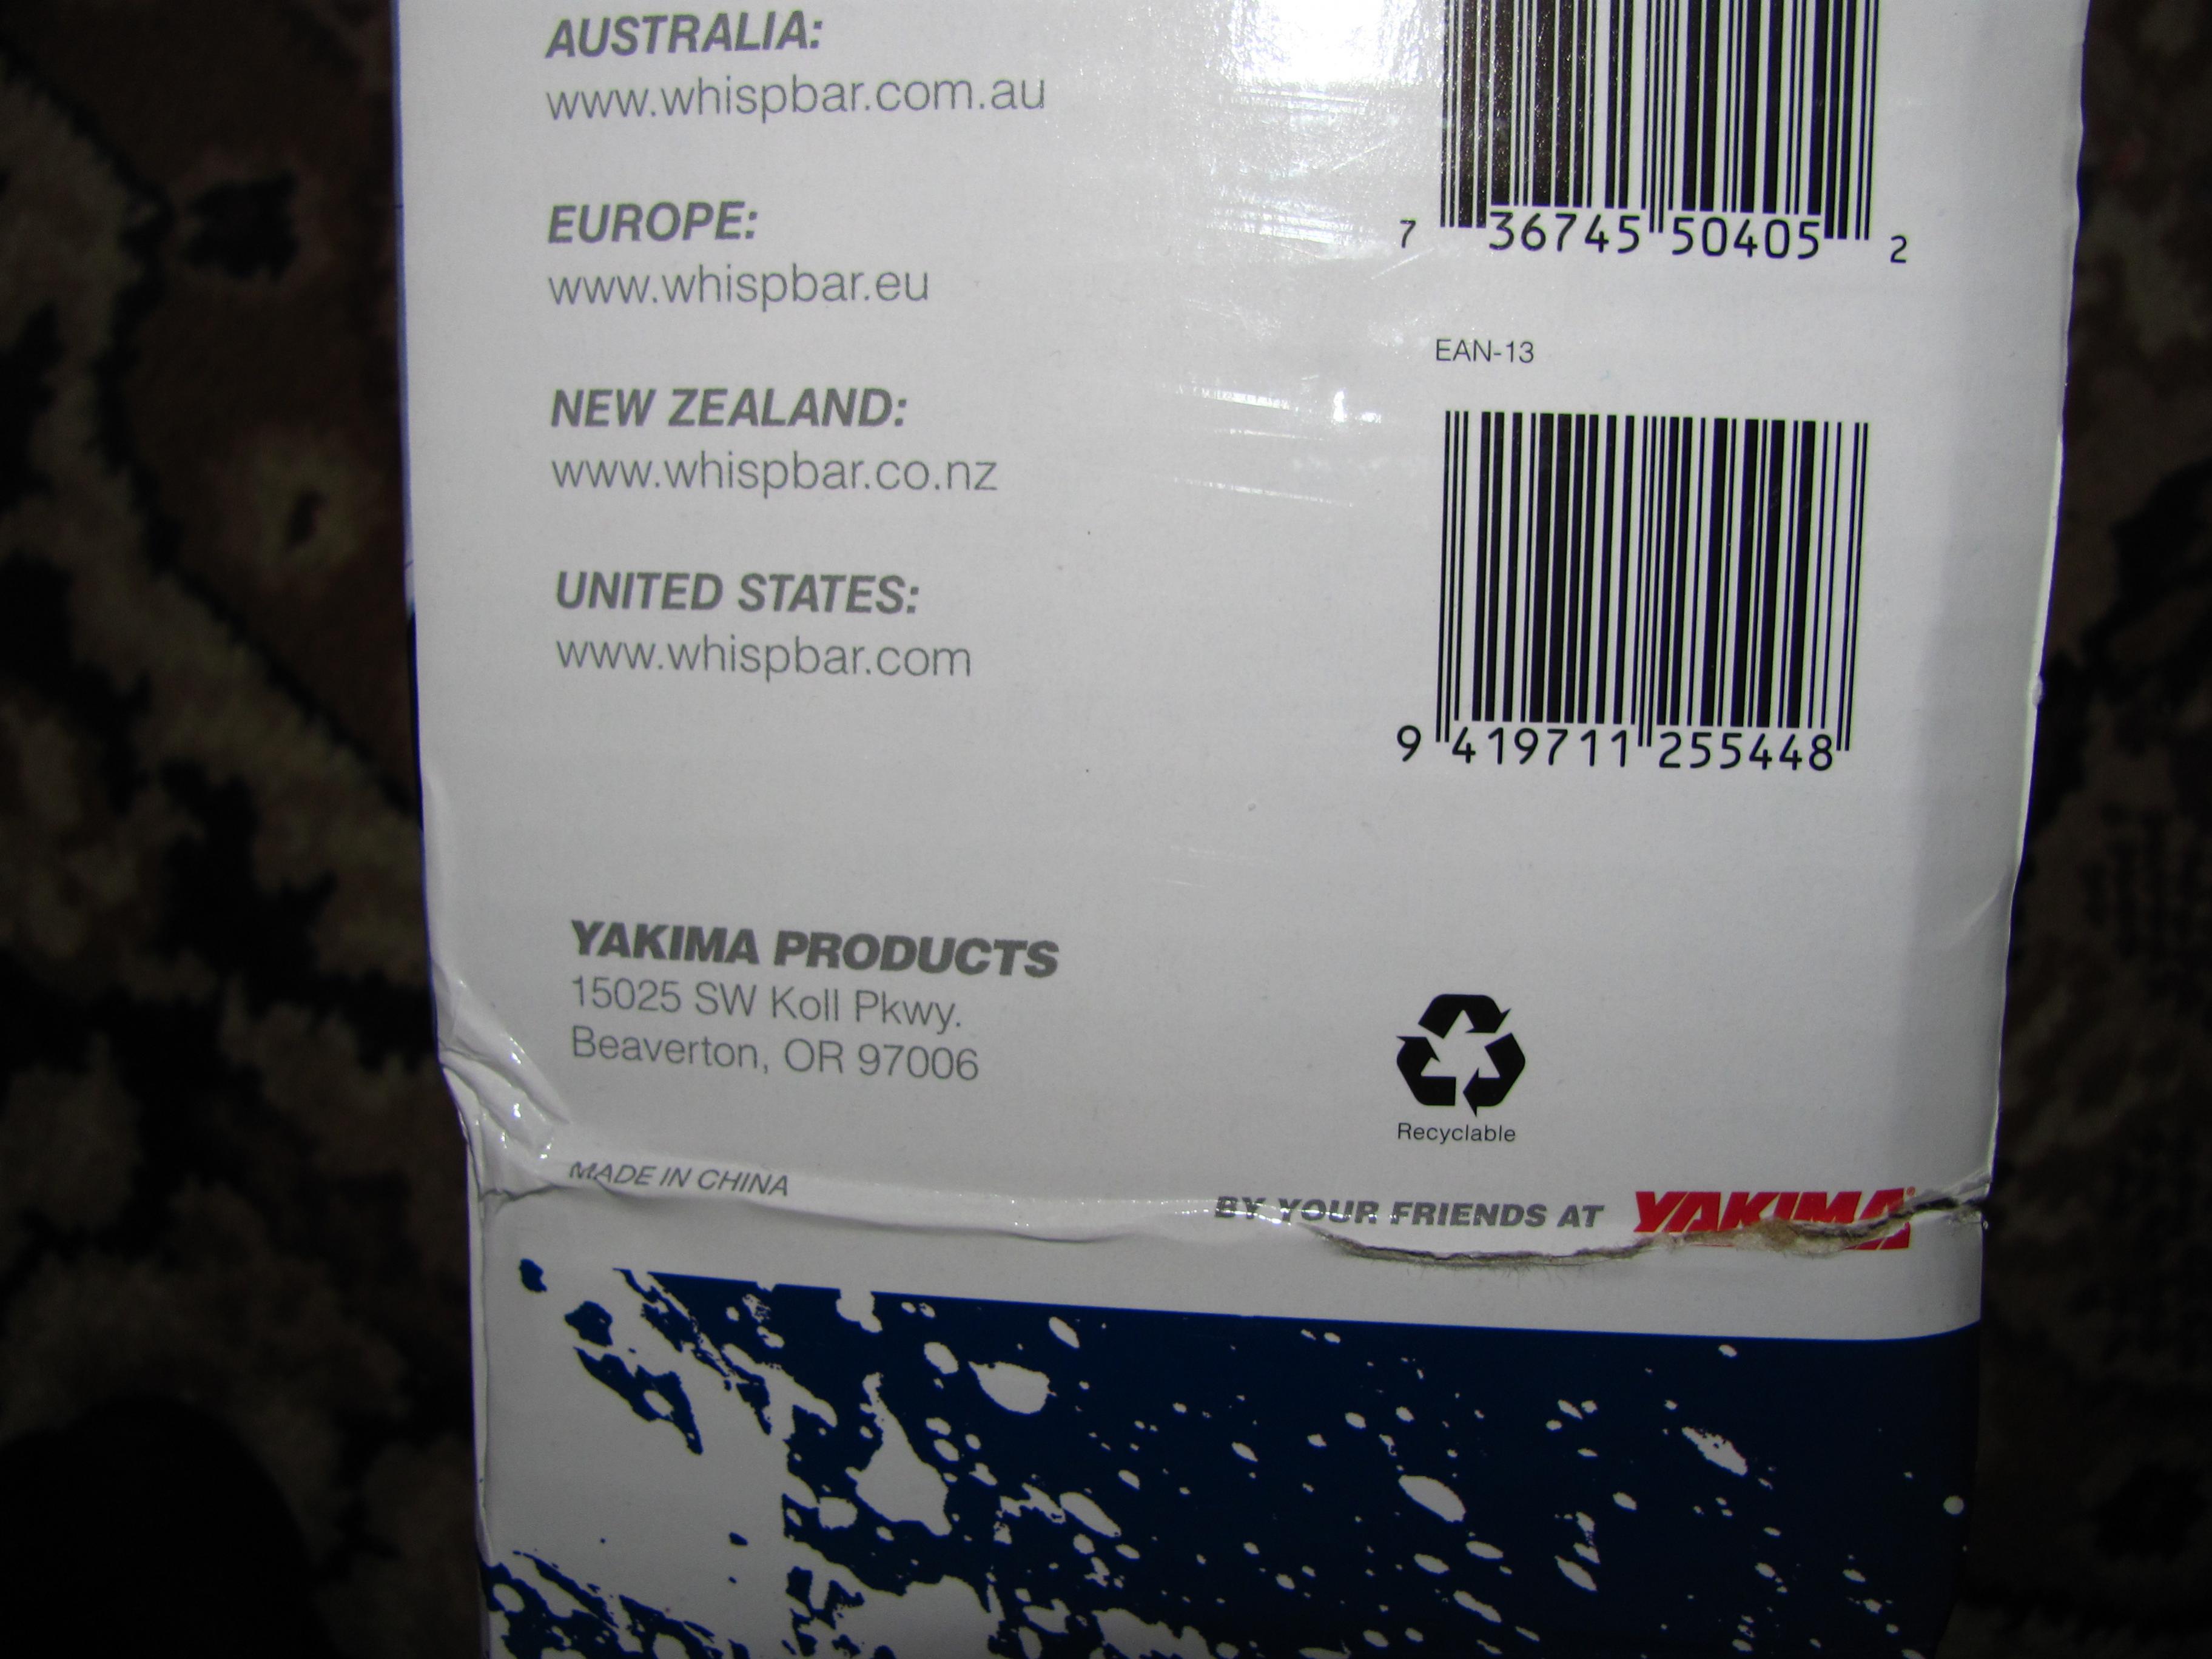 AUSTRALIA:
www.whispbar.com.au
EUROPE:
www.whispbar.eu
NEW ZEALAND:
www.whispbar.co.nz
UNITED STATES:
www.whispbar.com
7 36745 50405 2
EAN-13
9 419711 255448
YAKIMA PRODUCTS
15025 SW Koll Pkwy.
Beaverton, OR 97006
Recyclable
MADE IN CHINA
BY YOUR FRIENDS AT YAKIMA®